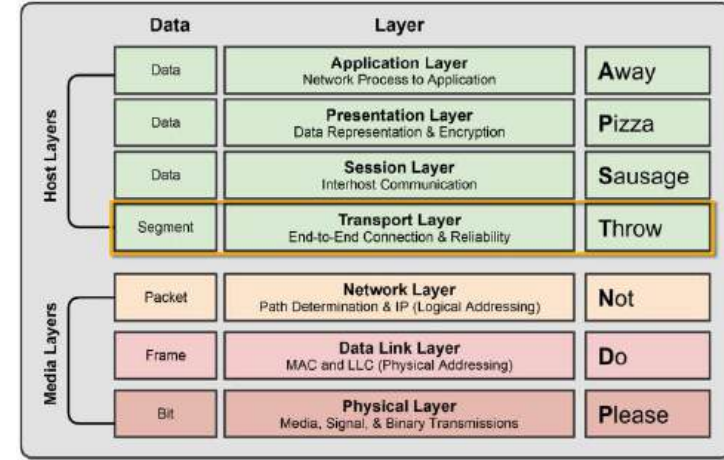 Data Layer
Data Application Layer Away
Network Process to Application
Data Presentation Layer Pizza
Data Representation & Encryption
Data Session Layer Sausage
Interhost Communication
Segment Transport Layer Throw
End-to-End Connection & Reliability
Host Layers
Packet Network Layer Not
Path Determination & IP (Logical Addressing)
Frame Data Link Layer Do
MAC and LLC (Physical Addressing)
Bit Physical Layer Please
Media, Signal, & Binary Transmissions
Media Layers